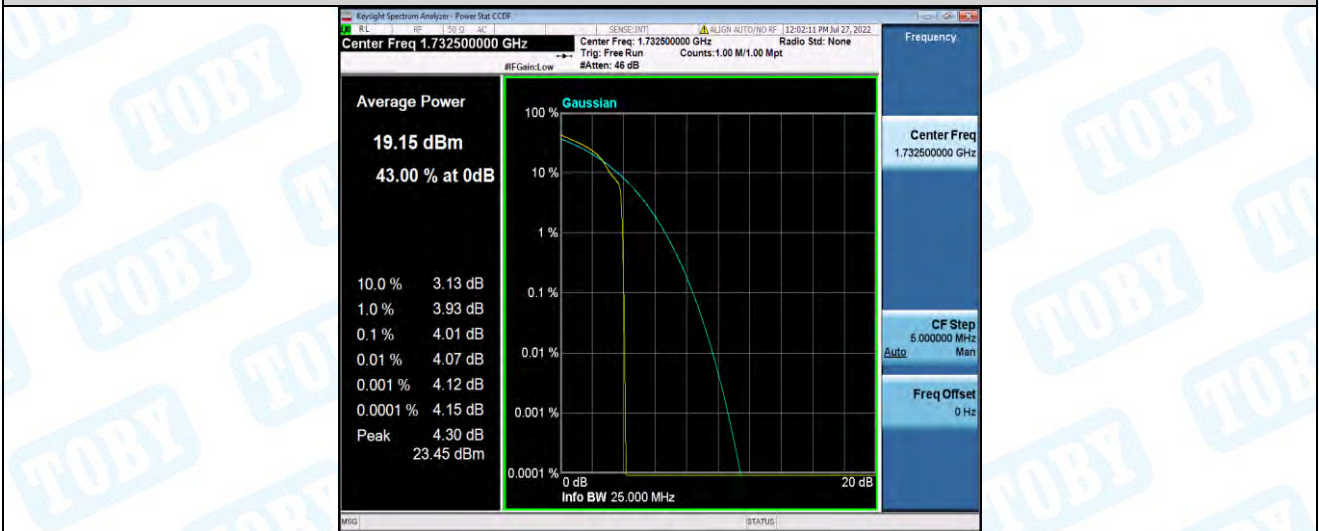 Keysight Spectrum Analyzer - Power Stat CCDF
RL RF 50 Ω AC SENSE:INT ALIGN AUTO/NO RF 12:02:11 PM Jul 27, 2022
Center Freq 1.732500000 GHz
Center Freq: 1.732500000 GHz Radio Std: None
Trig: Free Run Counts:1.00 M/1.00 Mpt
#IFGain:Low #Atten: 46 dB
Frequency
Average Power
19.15 dBm
43.00 % at 0dB
10.0 % 3.13 dB
1.0 % 3.93 dB
0.1 % 4.01 dB
0.01 % 4.07 dB
0.001 % 4.12 dB
0.0001 % 4.15 dB
Peak 4.30 dB
23.45 dBm
Gaussian
100 %
10 %
1 %
0.1 %
0.01 %
0.001 %
0.0001 %
0 dB 20 dB
Info BW 25.000 MHz
Center Freq
1.732500000 GHz
CF Step
5.000000 MHz
Auto Man
Freq Offset
0 Hz
MSG STATUS
TOBY
TOBY
TOBY
TOBY
TOBY
TOBY
TOBY
TOBY